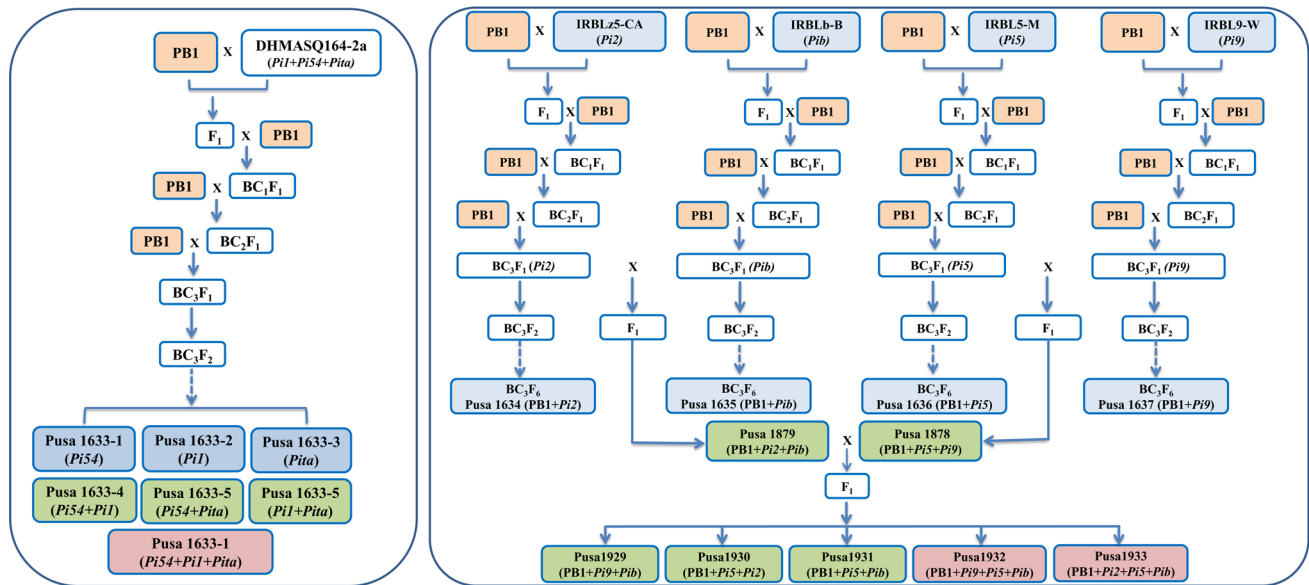 PB1
X
DHMASQ164-2a
(Pi1+Pi54+Pita)
F1
X
PB1
PB1
X
BC1F1
PB1
X
BC2F1
BC3F1
BC3F2
Pusa 1633-1
(Pi54)
Pusa 1633-2
(Pi1)
Pusa 1633-3
(Pita)
Pusa 1633-4
(Pi54+Pi1)
Pusa 1633-5
(Pi54+Pita)
Pusa 1633-5
(Pi1+Pita)
Pusa 1633-1
(Pi54+Pi1+Pita)
PB1 X IRBLz5-CA
(Pi2)
PB1 X IRBLb-B
(Pib)
PB1 X IRBL5-M
(Pi5)
PB1 X IRBL9-W
(Pi9)
F1 X PB1
F1 X PB1
F1 X PB1
F1 X PB1
PB1 X BC1F1
PB1 X BC1F1
PB1 X BC1F1
PB1 X BC1F1
PB1 X BC2F1
PB1 X BC2F1
PB1 X BC2F1
PB1 X BC2F1
BC3F1 (Pi2)
X
BC3F1 (Pib)
BC3F1 (Pi5)
X
BC3F1 (Pi9)
BC3F2
F1
BC3F2
BC3F2
F1
BC3F2
BC3F6
Pusa 1634 (PB1+Pi2)
BC3F6
Pusa 1635 (PB1+Pib)
BC3F6
Pusa 1636 (PB1+Pi5)
BC3F6
Pusa 1637 (PB1+Pi9)
Pusa 1879
(PB1+Pi2+Pib)
X
Pusa 1878
(PB1+Pi5+Pi9)
F1
Pusa1929
(PB1+Pi9+Pib)
Pusa1930
(PB1+Pi5+Pi2)
Pusa1931
(PB1+Pi5+Pib)
Pusa1932
(PB1+Pi9+Pi5+Pib)
Pusa1933
(PB1+Pi2+Pi5+Pib)